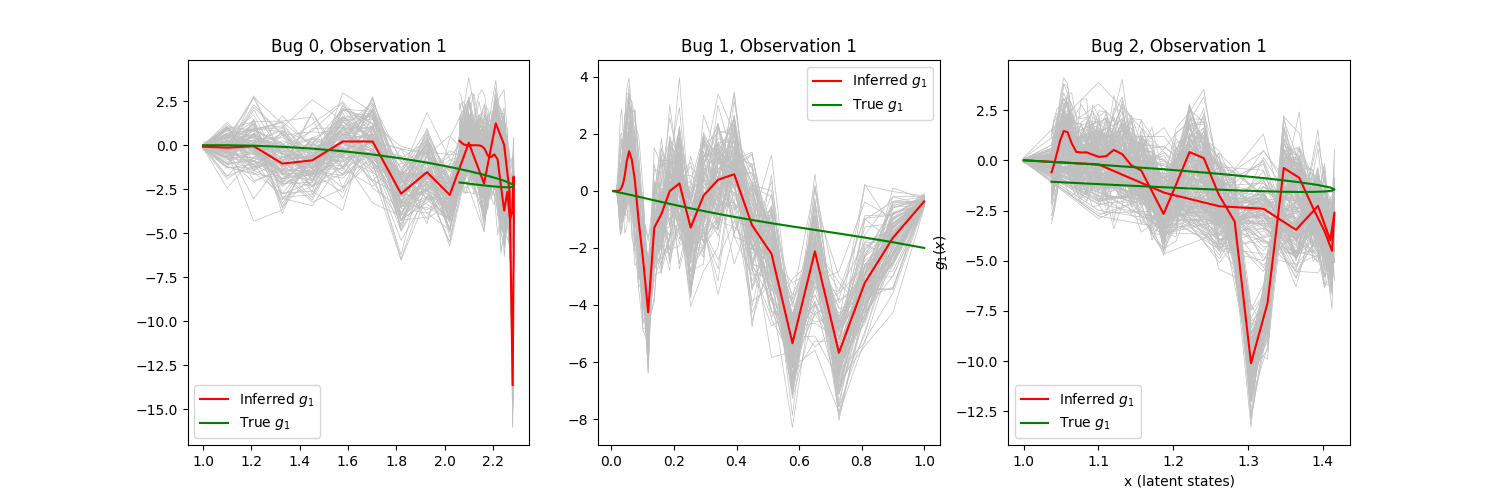 Bug 0, Observation 1
2.5
0.0
−2.5
−5.0
−7.5
−10.0
−12.5
−15.0
1.0 1.2 1.4 1.6 1.8 2.0 2.2
Inferred g₁
True g₁
Bug 1, Observation 1
4
2
0
−2
−4
−6
−8
0.0 0.2 0.4 0.6 0.8 1.0
Inferred g₁
True g₁
Bug 2, Observation 1
g₁(x)
2.5
0.0
−2.5
−5.0
−7.5
−10.0
−12.5
1.0 1.1 1.2 1.3 1.4
x (latent states)
Inferred g₁
True g₁